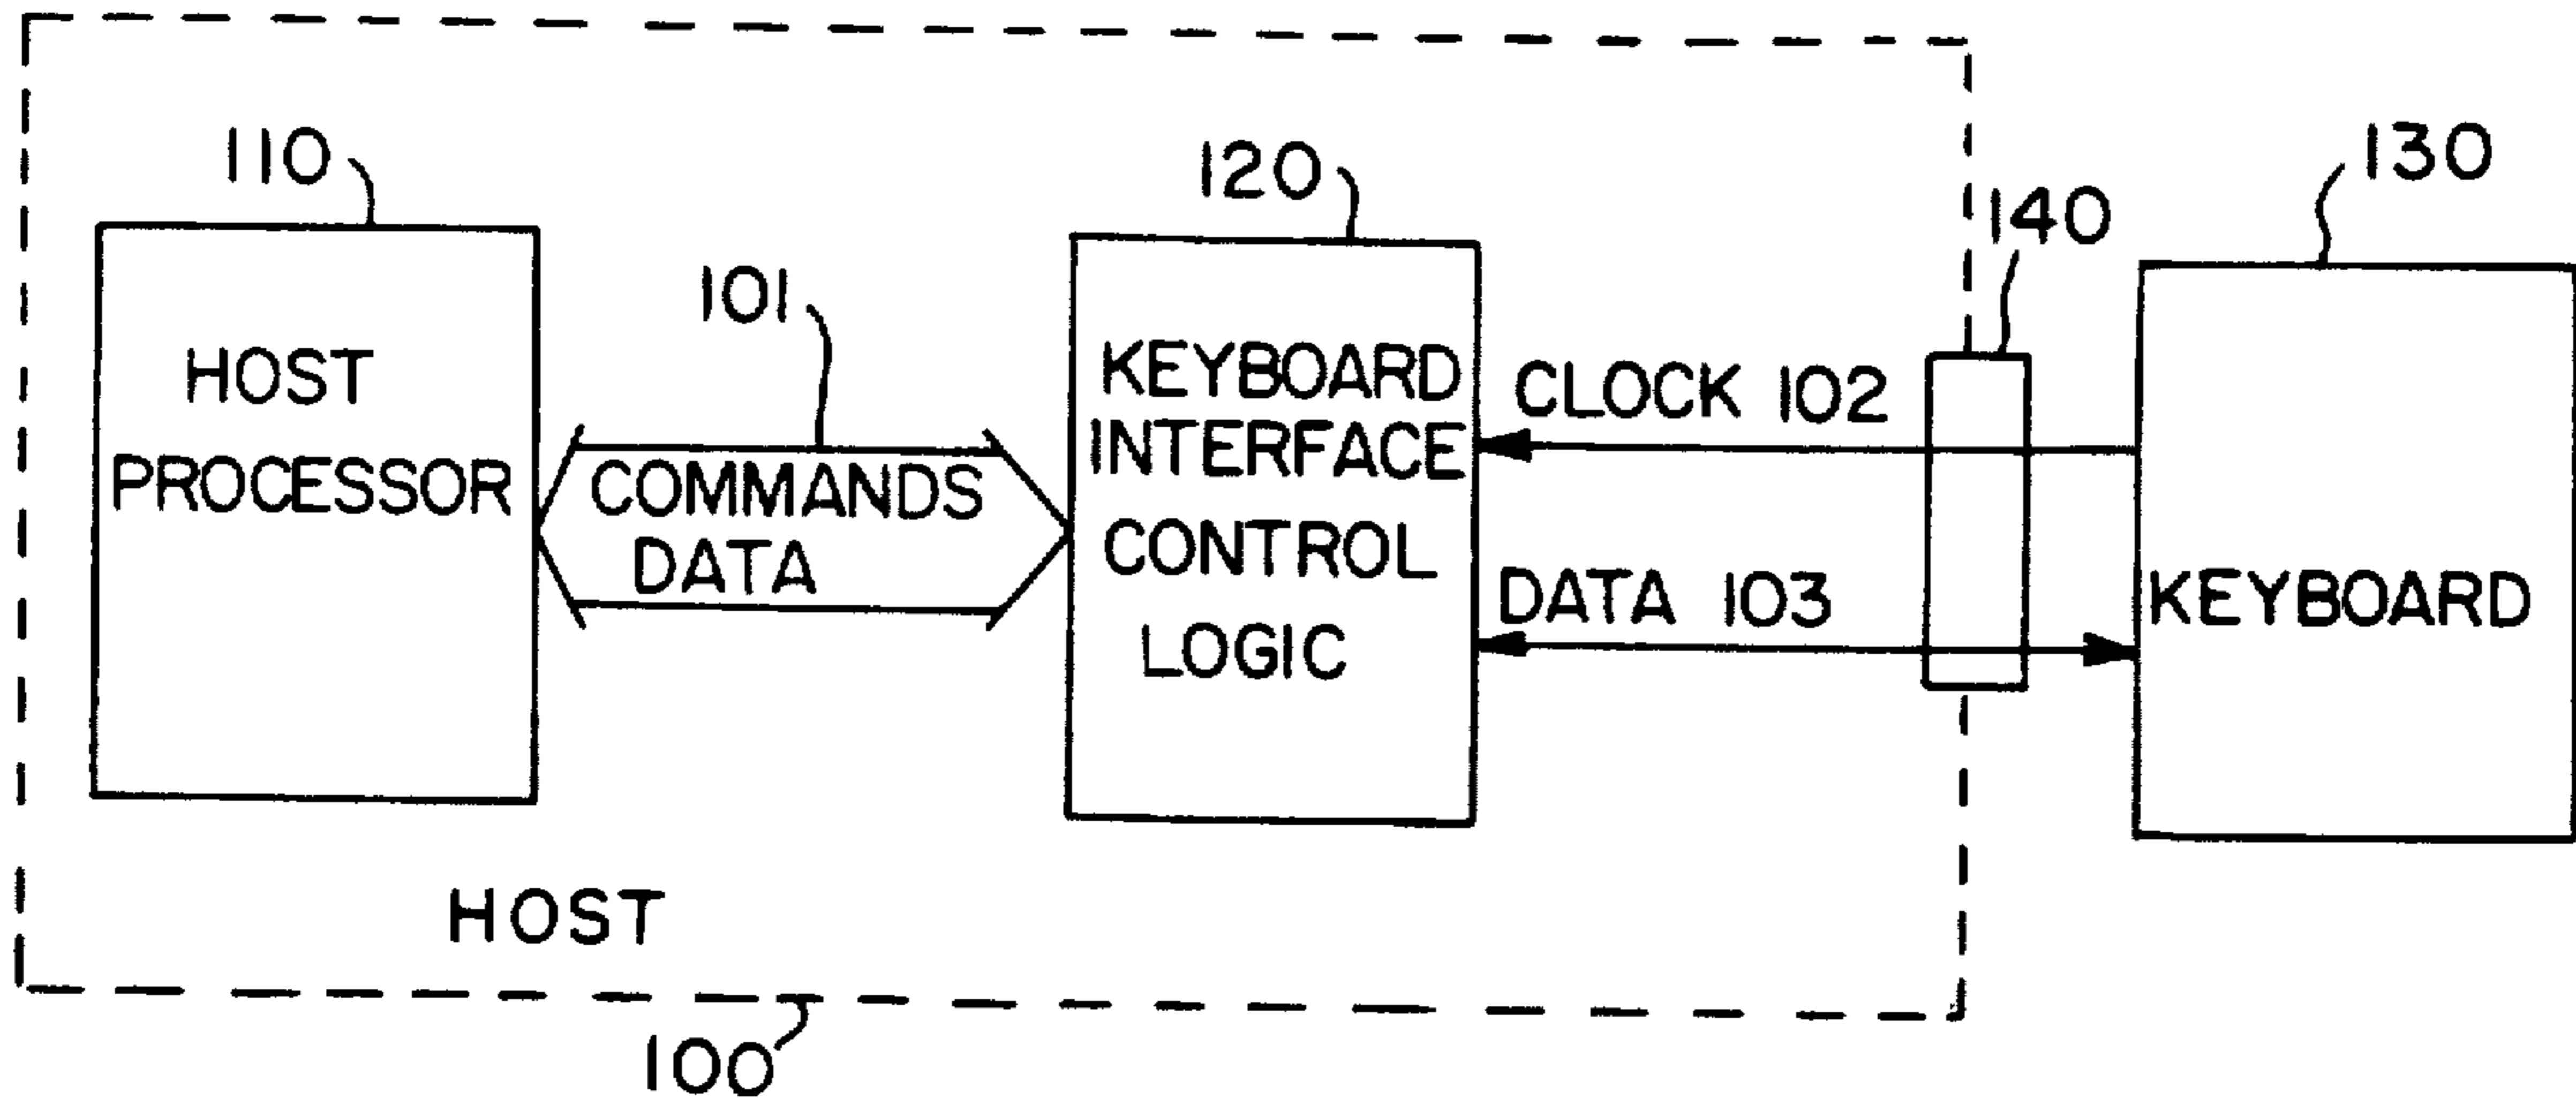 110
120
130
140
101
HOST
PROCESSOR
COMMANDS
DATA
KEYBOARD
INTERFACE
CONTROL
LOGIC
CLOCK 102
DATA 103
KEYBOARD
HOST
100